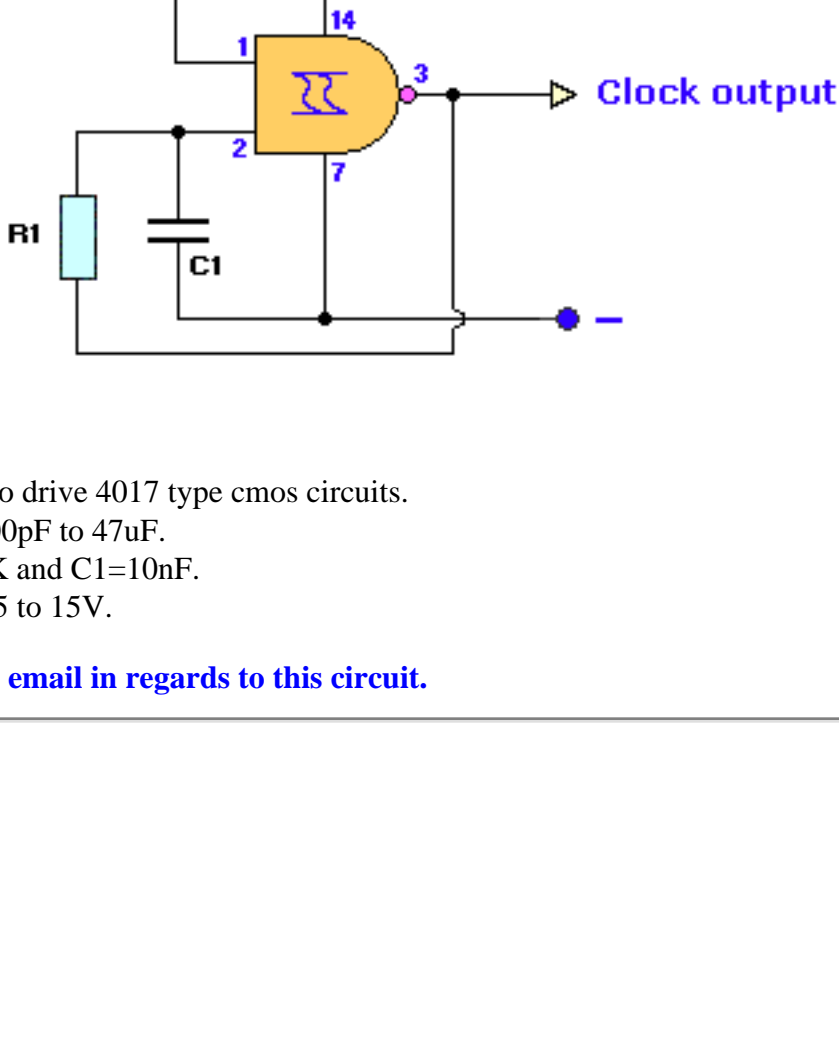 14
1
3
Clock output
2
7
R1
C1
–
o drive 4017 type cmos circuits.
0pF to 47uF.
K and C1=10nF.
5 to 15V.
email in regards to this circuit.